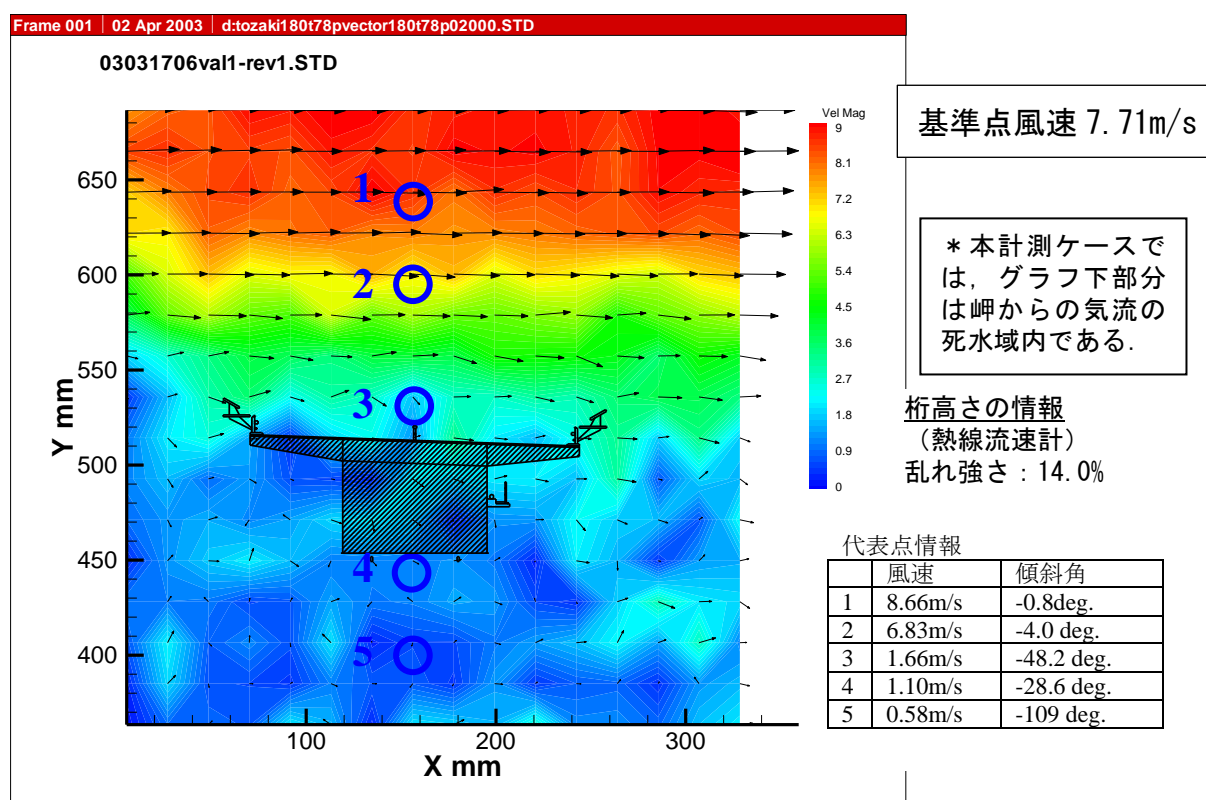 Frame 001 | 02 Apr 2003 | d:tozaki180t78pvector180t78p02000.STD
03031706val1-rev1.STD
Vel Mag
9
8.1
7.2
6.3
5.4
4.5
3.6
2.7
1.8
0.9
0
Y mm
650
600
550
500
450
400
1
2
3
4
5
100
200
300
X mm
基準点風速 7.71m/s
＊本計測ケースで
は，グラフ下部分
は岬からの気流の
死水域内である．
桁高さの情報
（熱線流速計）
乱れ強さ：14.0%
代表点情報
風速 傾斜角
1 8.66m/s -0.8deg.
2 6.83m/s -4.0 deg.
3 1.66m/s -48.2 deg.
4 1.10m/s -28.6 deg.
5 0.58m/s -109 deg.